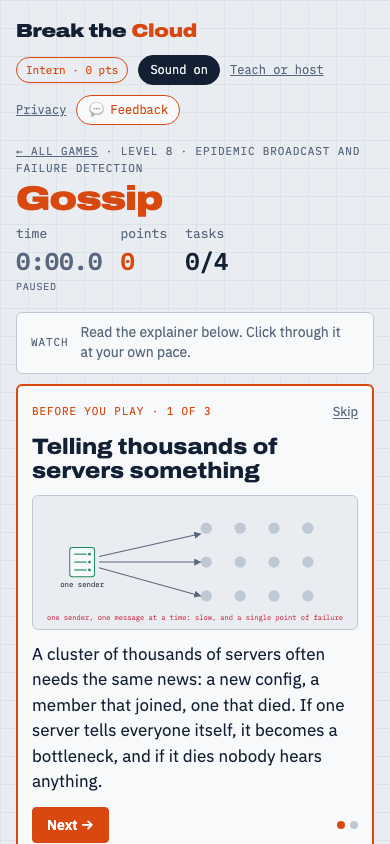 Break the Cloud
Intern · 0 pts
Sound on
Teach or host
Privacy
💬 Feedback
← ALL GAMES · LEVEL 8 · EPIDEMIC BROADCAST AND
FAILURE DETECTION
Gossip
time points tasks
0:00.0 0 0/4
PAUSED
WATCH
Read the explainer below. Click through it
at your own pace.
BEFORE YOU PLAY · 1 OF 3
Skip
Telling thousands of
servers something
one sender
one sender, one message at a time: slow, and a single point of failure
A cluster of thousands of servers often
needs the same news: a new config, a
member that joined, one that died. If one
server tells everyone itself, it becomes a
bottleneck, and if it dies nobody hears
anything.
Next →